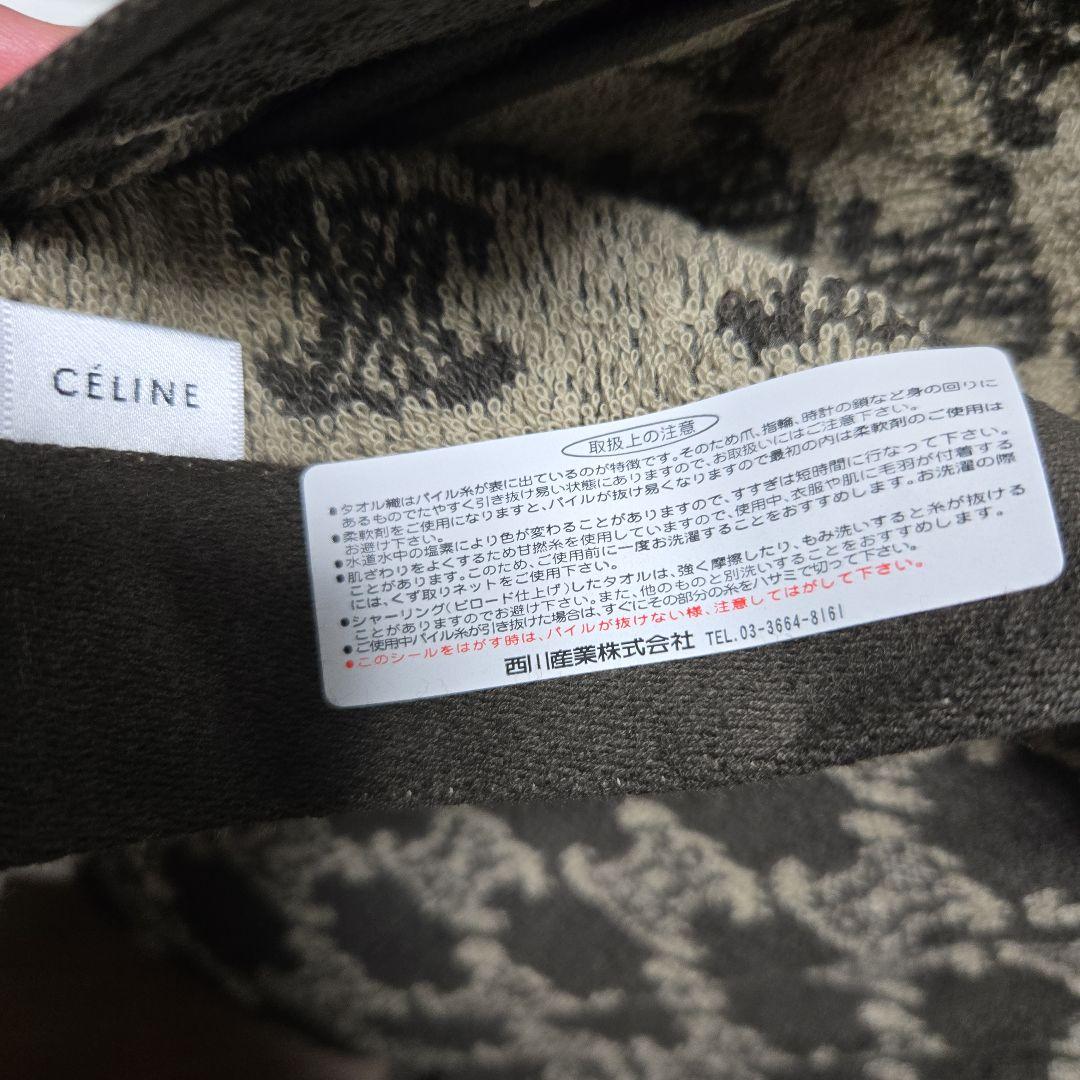 CÉLINE
取扱上の注意
●タオル織はパイル糸が表に出ているのが特徴です。そのため爪、指輪、時計の鎖など身の回りに
あるものでたやすく引き抜け易い状態にありますので、お取扱いにはご注意下さい。
●柔軟剤をご使用になりますと、パイルが抜け易くなりますので最初の内は柔軟剤のご使用は
お避け下さい。
●水道水中の塩素により色が変わることがありますので、すすぎは短時間に行なって下さい。
●肌ざわりをよくするため甘撚糸を使用していますので、使用中、衣服や肌に毛羽が付着する
ことがあります。このため、ご使用前に一度お洗濯することをおすすめします。お洗濯の際
には、くず取りネットをご使用下さい。
●シャーリング(ビロード仕上げ)したタオルは、強く摩擦したり、もみ洗いすると糸が抜ける
ことがありますのでお避け下さい。また、他のものと別洗いすることをおすすめします。
●ご使用中パイル糸が引き抜けた場合は、すぐにその部分の糸をハサミで切って下さい。
●このシールをはがす時は、パイルが抜けない様、注意してはがして下さい。
西川産業株式会社 TEL.03-3664-8161